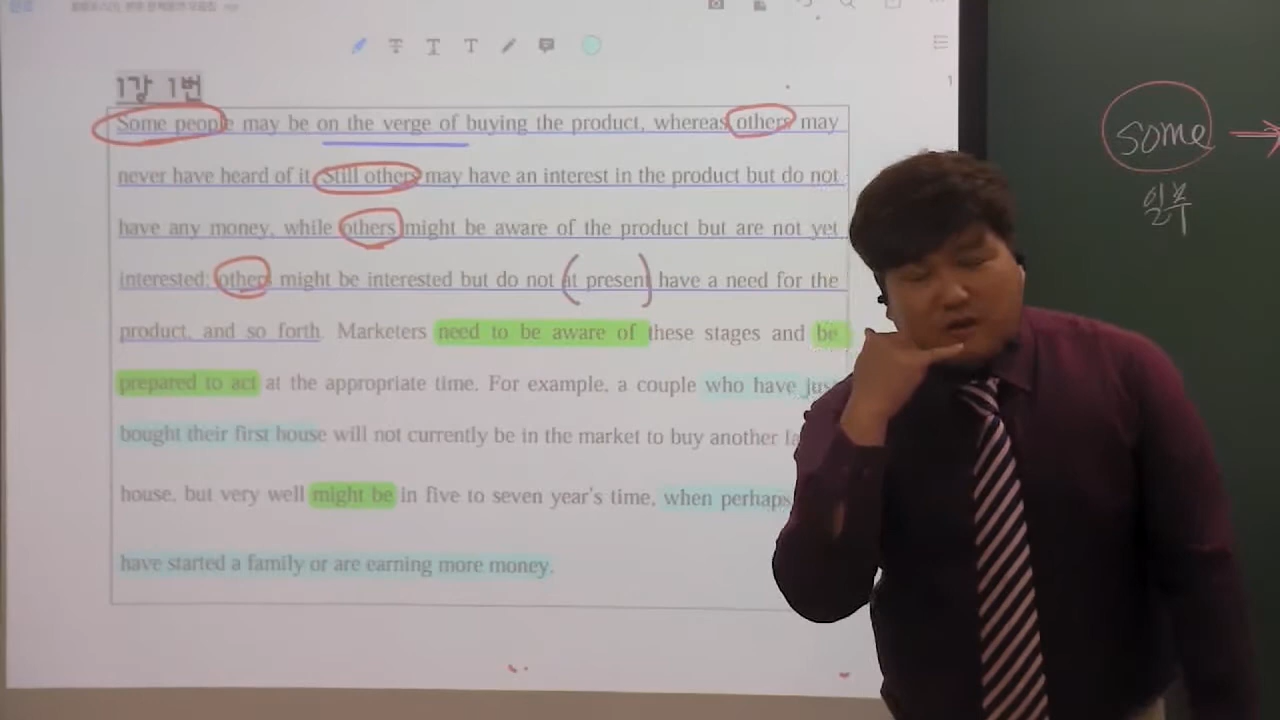 1강 1번
Some people may be on the verge of buying the product, whereas others may
never have heard of it. Still others may have an interest in the product but do not
have any money, while others might be aware of the product but are not yet
interested; others might be interested but do not (at present) have a need for the
product, and so forth. Marketers need to be aware of these stages and be
prepared to act at the appropriate time. For example, a couple who have just
bought their first house will not currently be in the market to buy another
house, but very well might be in five to seven year's time, when perhaps
have started a family or are earning more money.
1
some →
일부